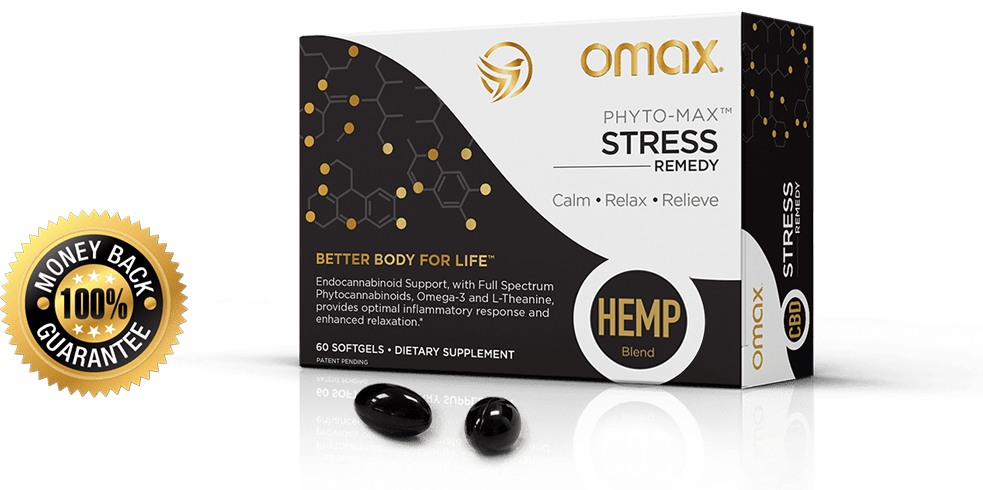 MONEY BACK
100%
GUARANTEE
omax®
PHYTO-MAX™
STRESS
REMEDY
Calm • Relax • Relieve
BETTER BODY FOR LIFE™
Endocannabinoid Support, with Full Spectrum
Phytocannabinoids, Omega-3 and L-Theanine,
provides optimal inflammatory response and
enhanced relaxation.*
60 SOFTGELS • DIETARY SUPPLEMENT
PATENT PENDING
HEMP
Blend
omax®
STRESS
REMEDY
CBD